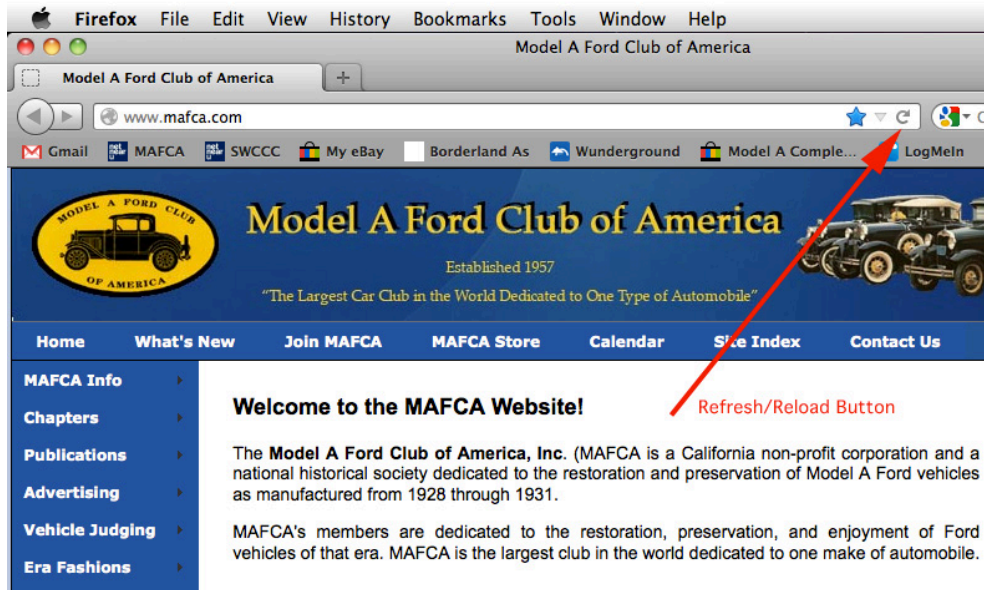 Firefox File Edit View History Bookmarks Tools Window Help
Model A Ford Club of America
Model A Ford Club of America
www.mafca.com
Gmail MAFCA SWCCC My eBay Borderland As Wunderground Model A Comple... LogMeIn
MODEL A FORD CLUB
OF AMERICA
Model A Ford Club of America
Established 1957
"The Largest Car Club in the World Dedicated to One Type of Automobile"
Home What's New Join MAFCA MAFCA Store Calendar Site Index Contact Us
MAFCA Info
Chapters
Publications
Advertising
Vehicle Judging
Era Fashions
Welcome to the MAFCA Website!
Refresh/Reload Button
The Model A Ford Club of America, Inc. (MAFCA is a California non-profit corporation and a
national historical society dedicated to the restoration and preservation of Model A Ford vehicles
as manufactured from 1928 through 1931.
MAFCA's members are dedicated to the restoration, preservation, and enjoyment of Ford
vehicles of that era. MAFCA is the largest club in the world dedicated to one make of automobile.